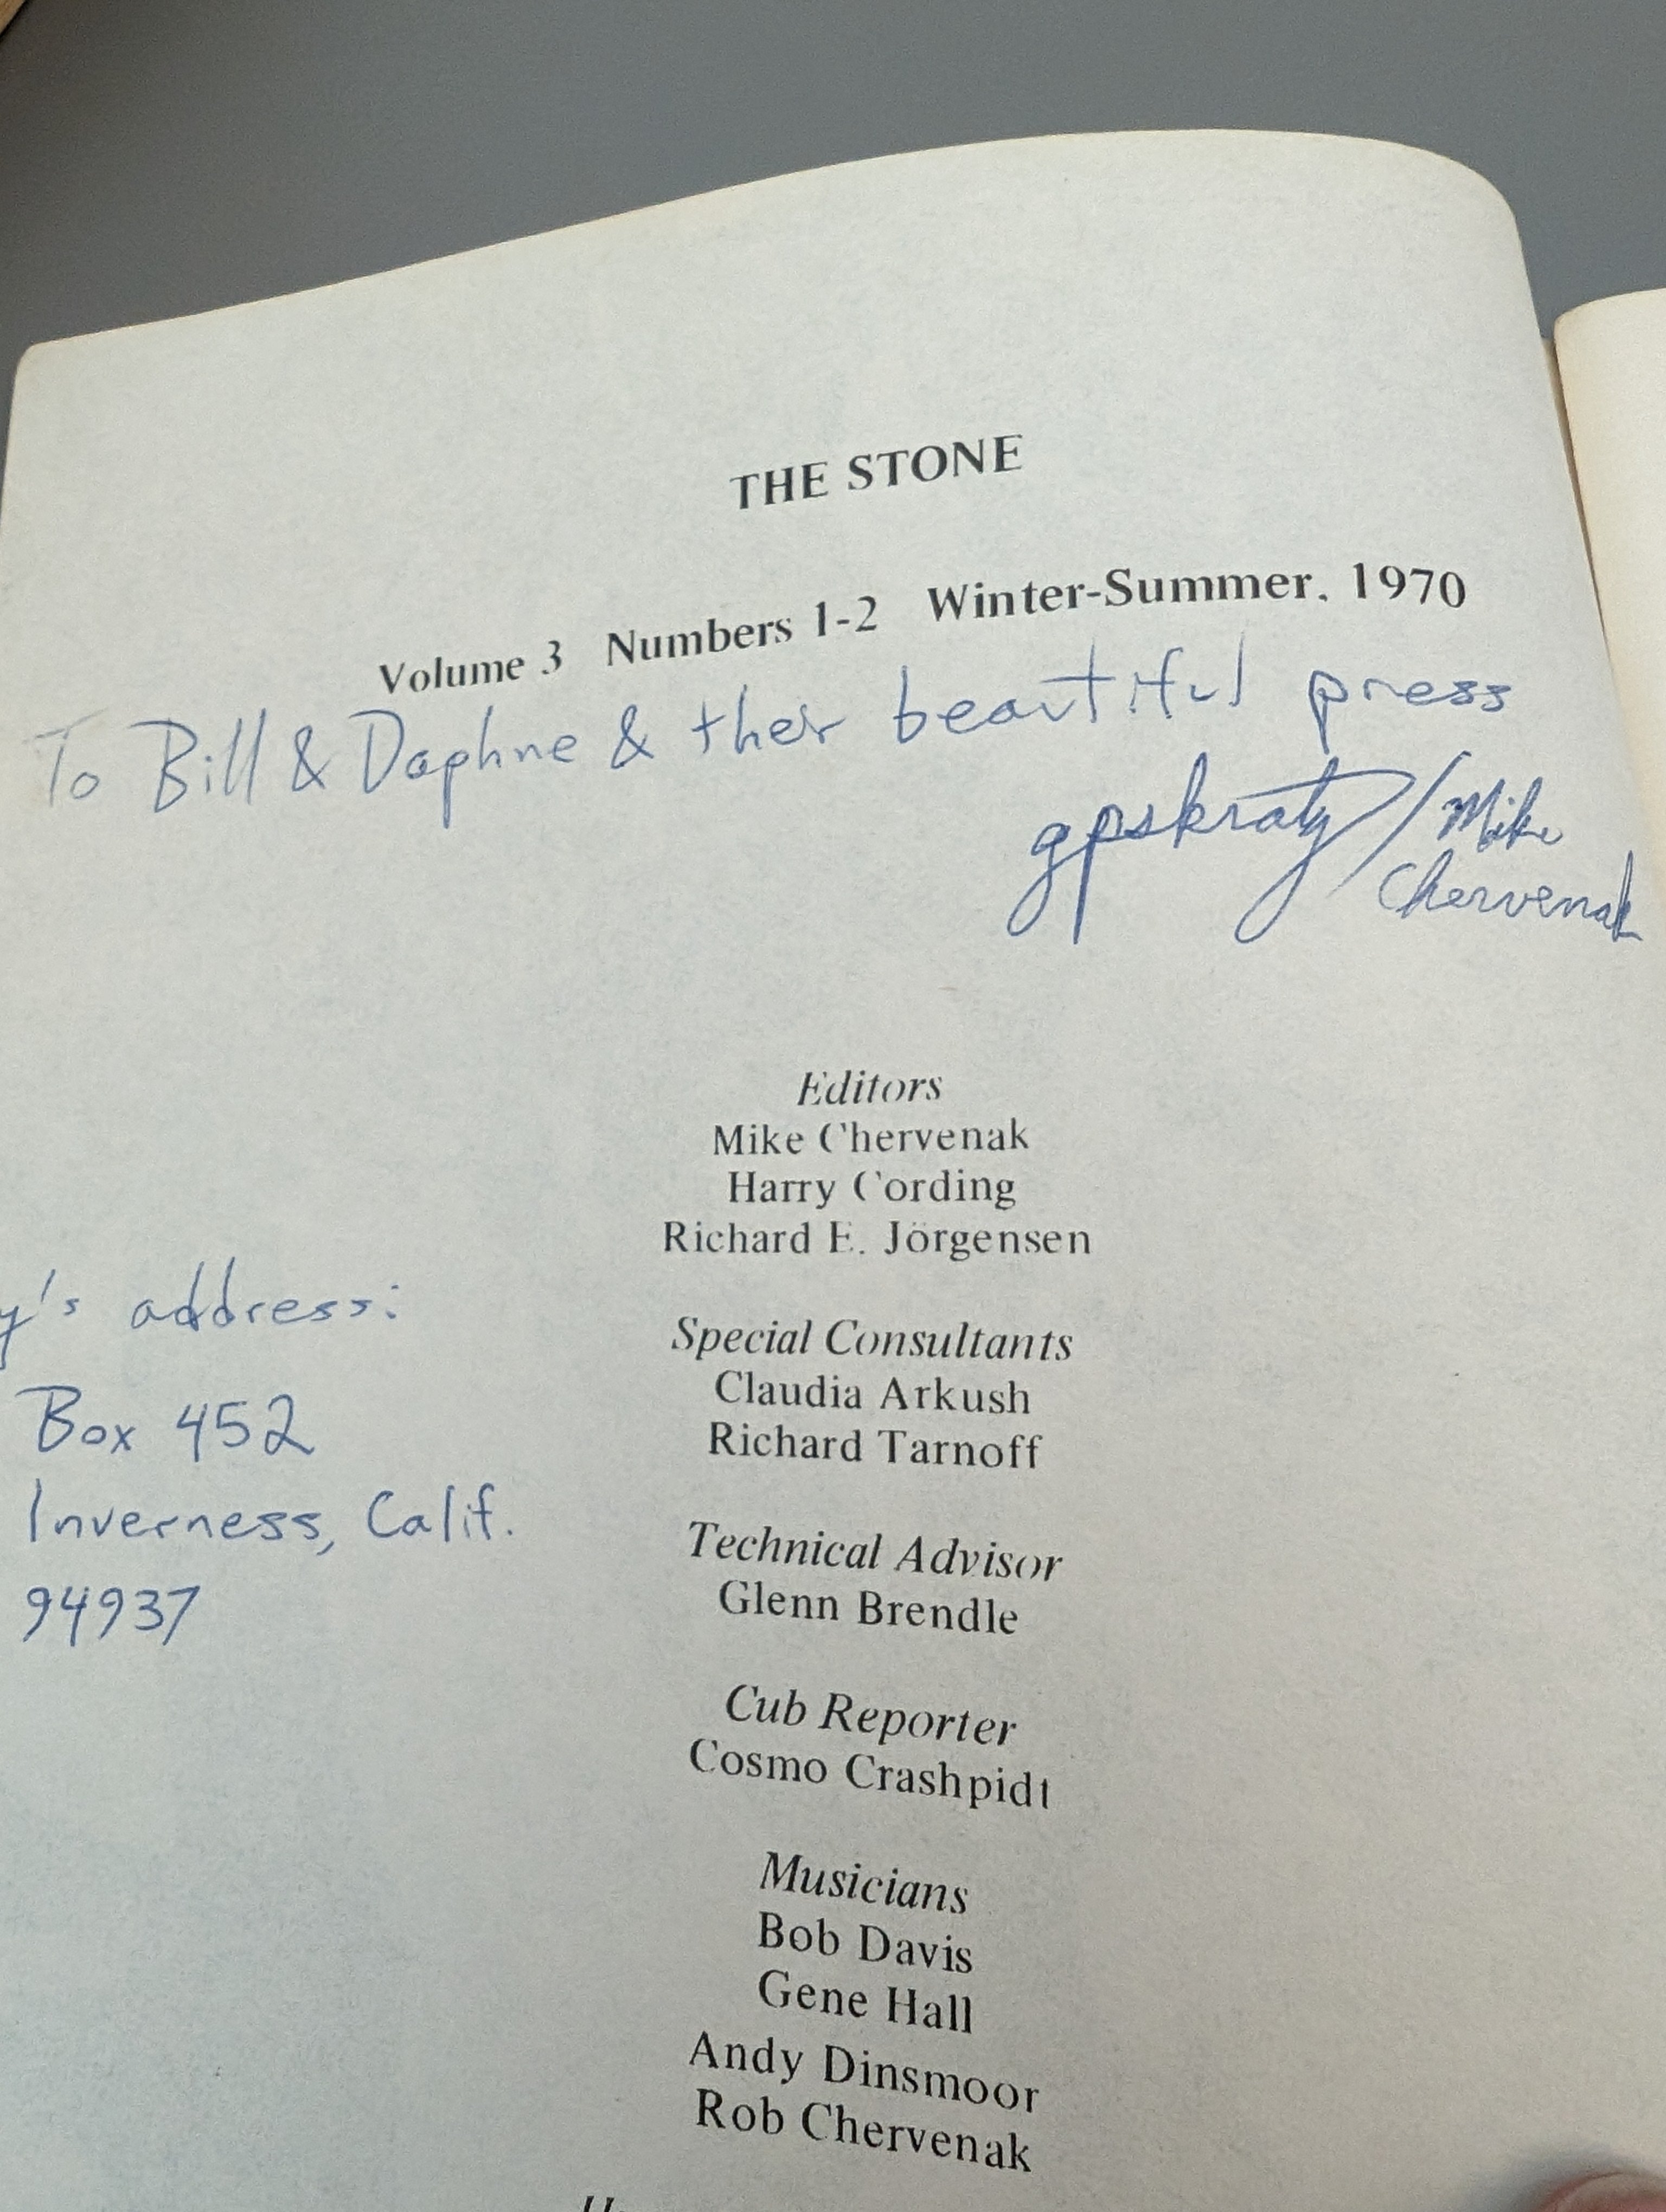 THE STONE
Volume 3 Numbers 1-2 Winter-Summer, 1970
To Bill & Daphne & their beautiful press
gpskratz / Mike
Chervenak
Editors
Mike Chervenak
Harry Cording
Richard E. Jörgensen
y's address:
Box 452
Inverness, Calif.
94937
Special Consultants
Claudia Arkush
Richard Tarnoff
Technical Advisor
Glenn Brendle
Cub Reporter
Cosmo Crashpidt
Musicians
Bob Davis
Gene Hall
Andy Dinsmoor
Rob Chervenak